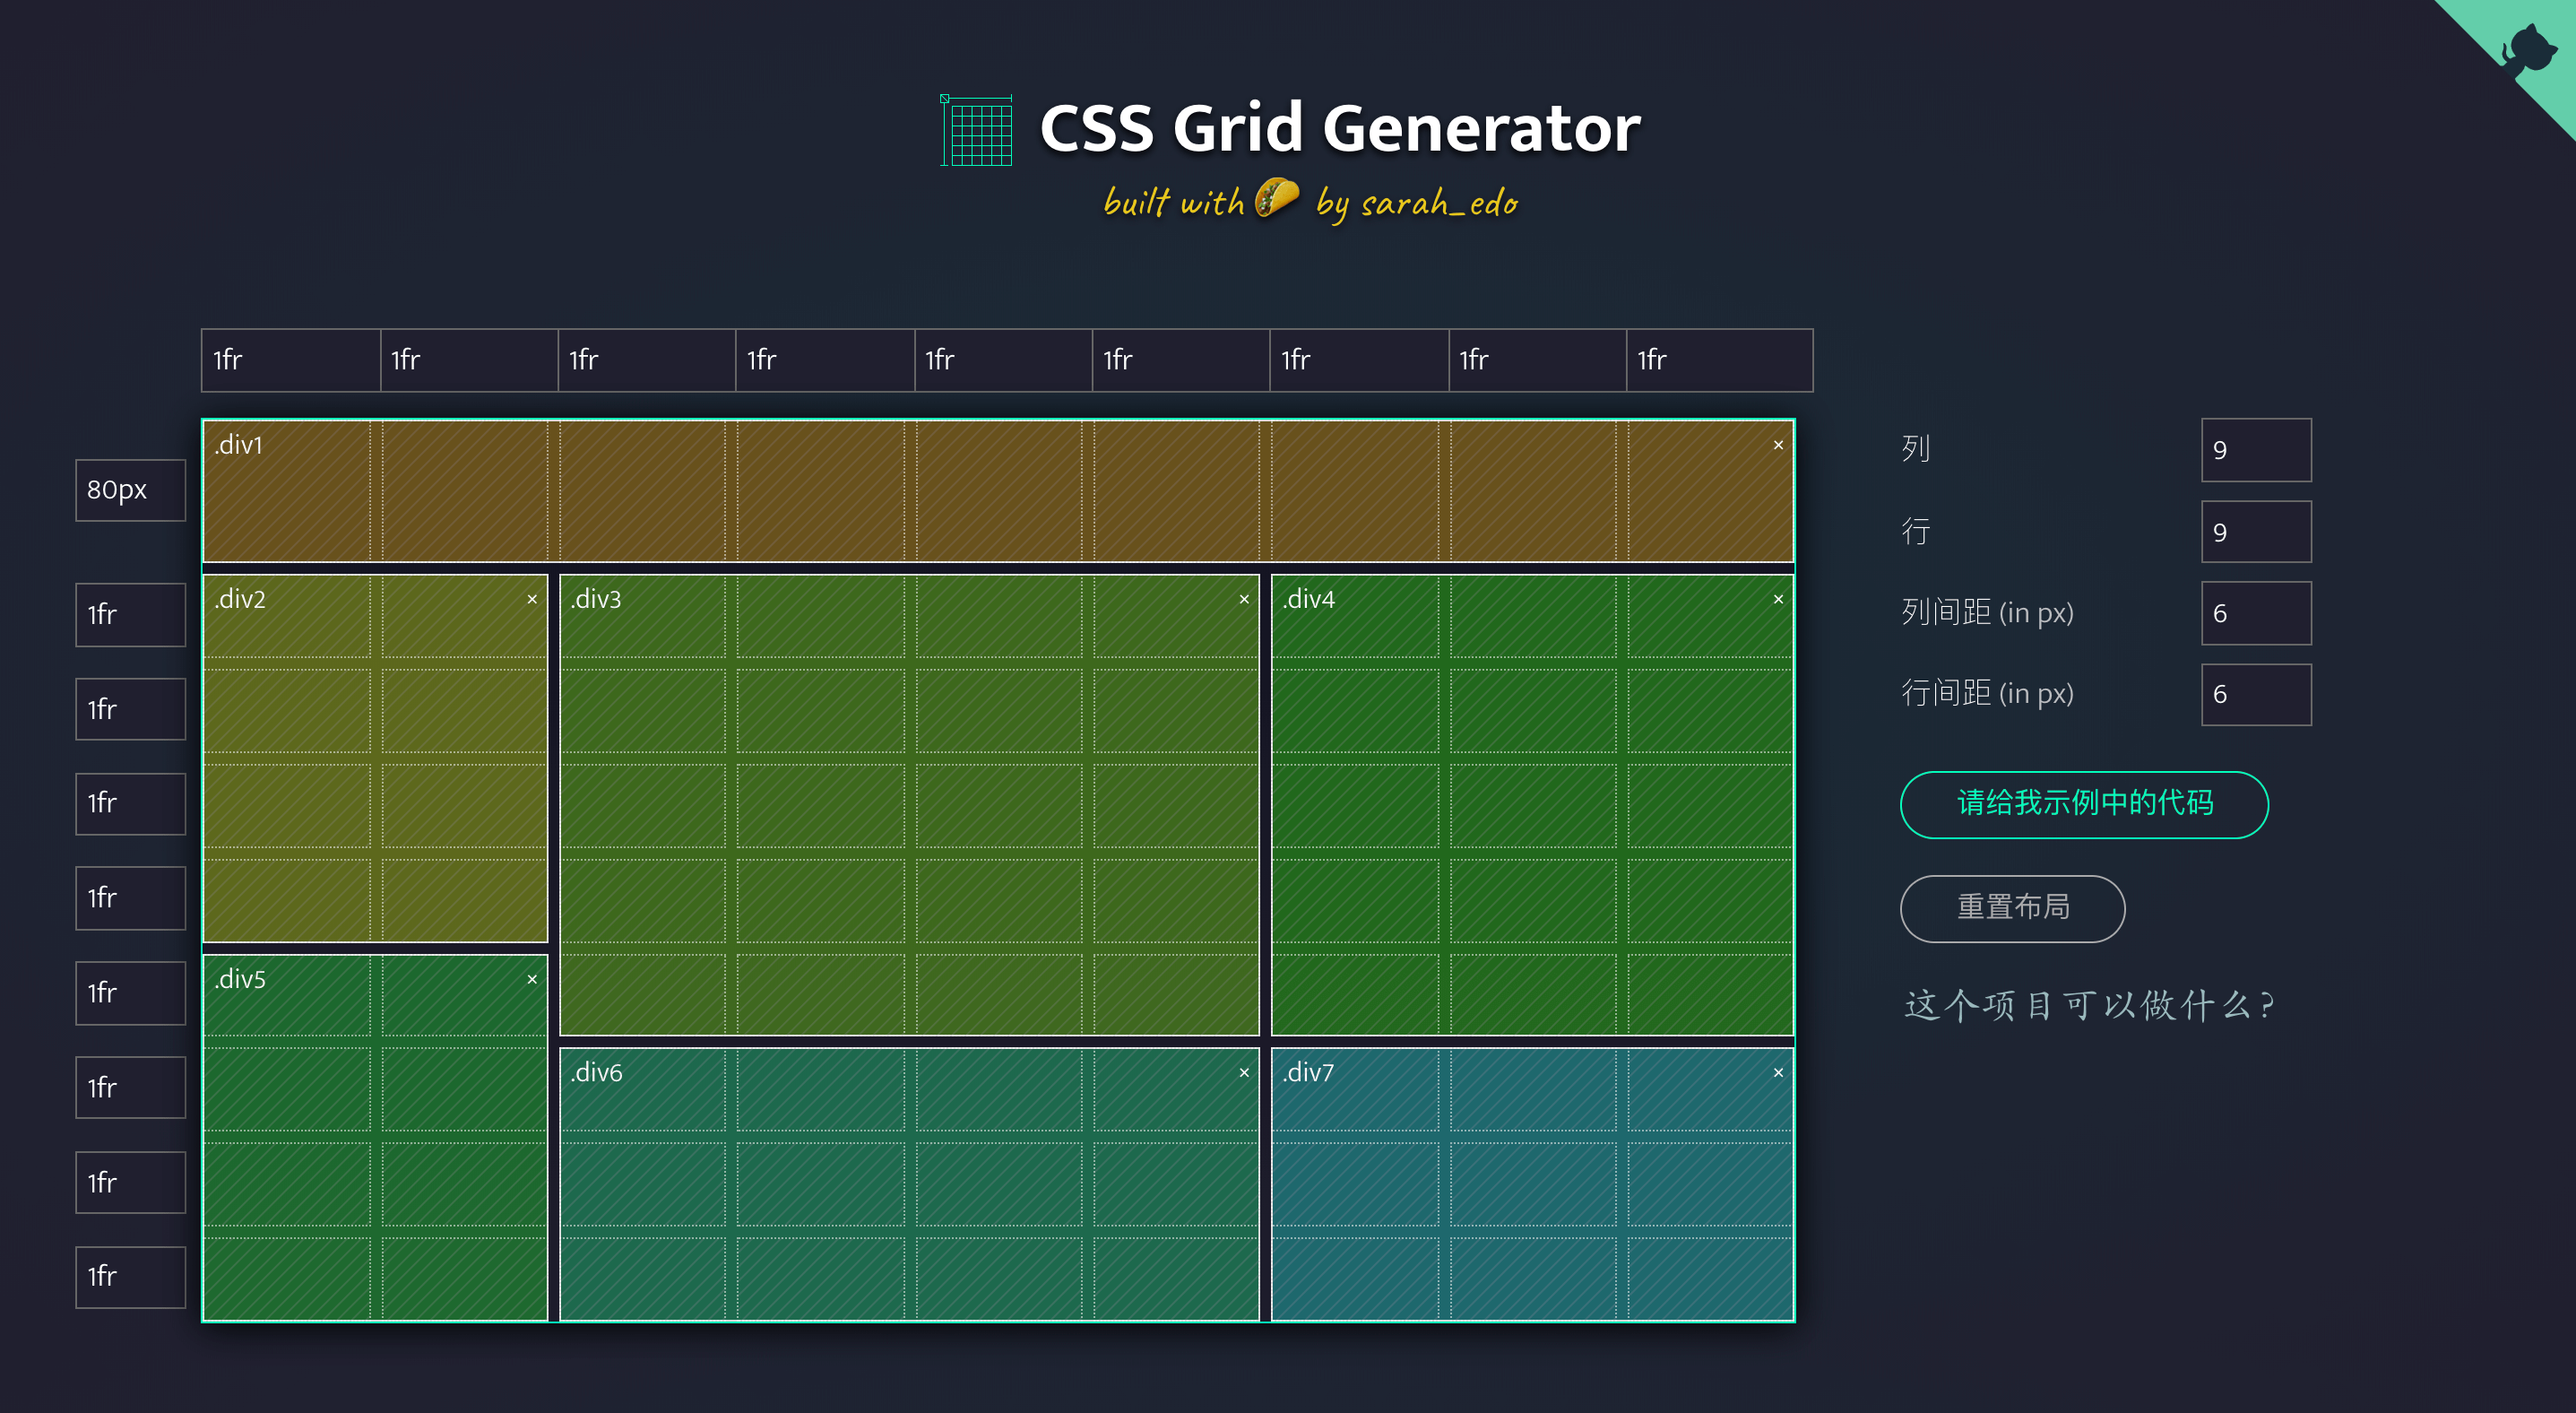 CSS Grid Generator
built with 🌮 by sarah_edo
1fr 1fr 1fr 1fr 1fr 1fr 1fr 1fr 1fr
80px
1fr
1fr
1fr
1fr
1fr
1fr
1fr
1fr
.div1 ×
.div2 ×
.div3 ×
.div4 ×
.div5 ×
.div6 ×
.div7 ×
列 9
行 9
列间距 (in px) 6
行间距 (in px) 6
请给我示例中的代码
重置布局
这个项目可以做什么?